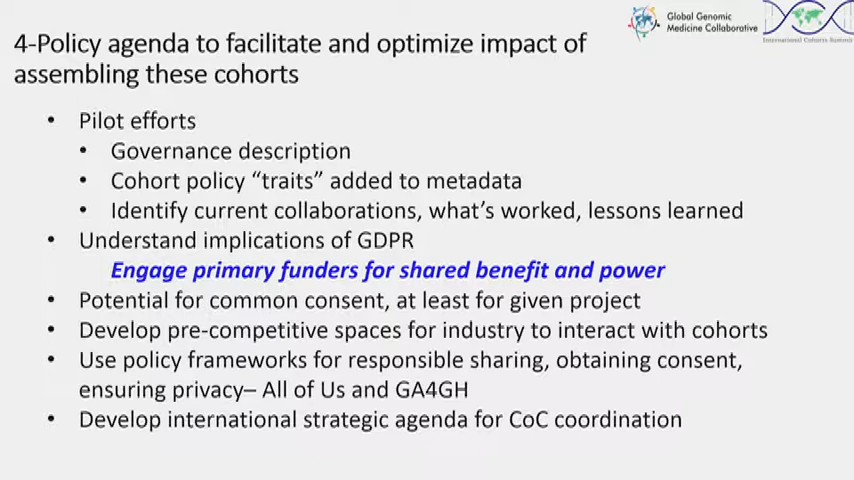 Global Genomic
Medicine Collaborative
International Cohorts Summit
4-Policy agenda to facilitate and optimize impact of
assembling these cohorts
• Pilot efforts
• Governance description
• Cohort policy “traits” added to metadata
• Identify current collaborations, what’s worked, lessons learned
• Understand implications of GDPR
Engage primary funders for shared benefit and power
• Potential for common consent, at least for given project
• Develop pre-competitive spaces for industry to interact with cohorts
• Use policy frameworks for responsible sharing, obtaining consent,
ensuring privacy– All of Us and GA4GH
• Develop international strategic agenda for CoC coordination